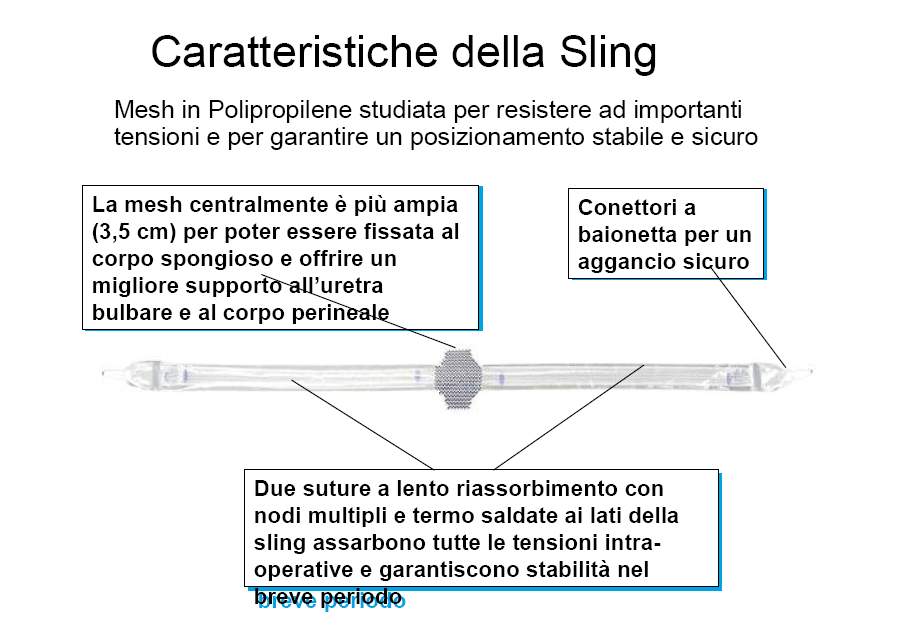 Caratteristiche della Sling
Mesh in Polipropilene studiata per resistere ad importanti
tensioni e per garantire un posizionamento stabile e sicuro
La mesh centralmente è più ampia
(3,5 cm) per poter essere fissata al
corpo spongioso e offrire un
migliore supporto all'uretra
bulbare e al corpo perineale
Conettori a
baionetta per un
aggancio sicuro
Due suture a lento riassorbimento con
nodi multipli e termo saldate ai lati della
sling assarbono tutte le tensioni intra-
operative e garantiscono stabilità nel
breve periodo